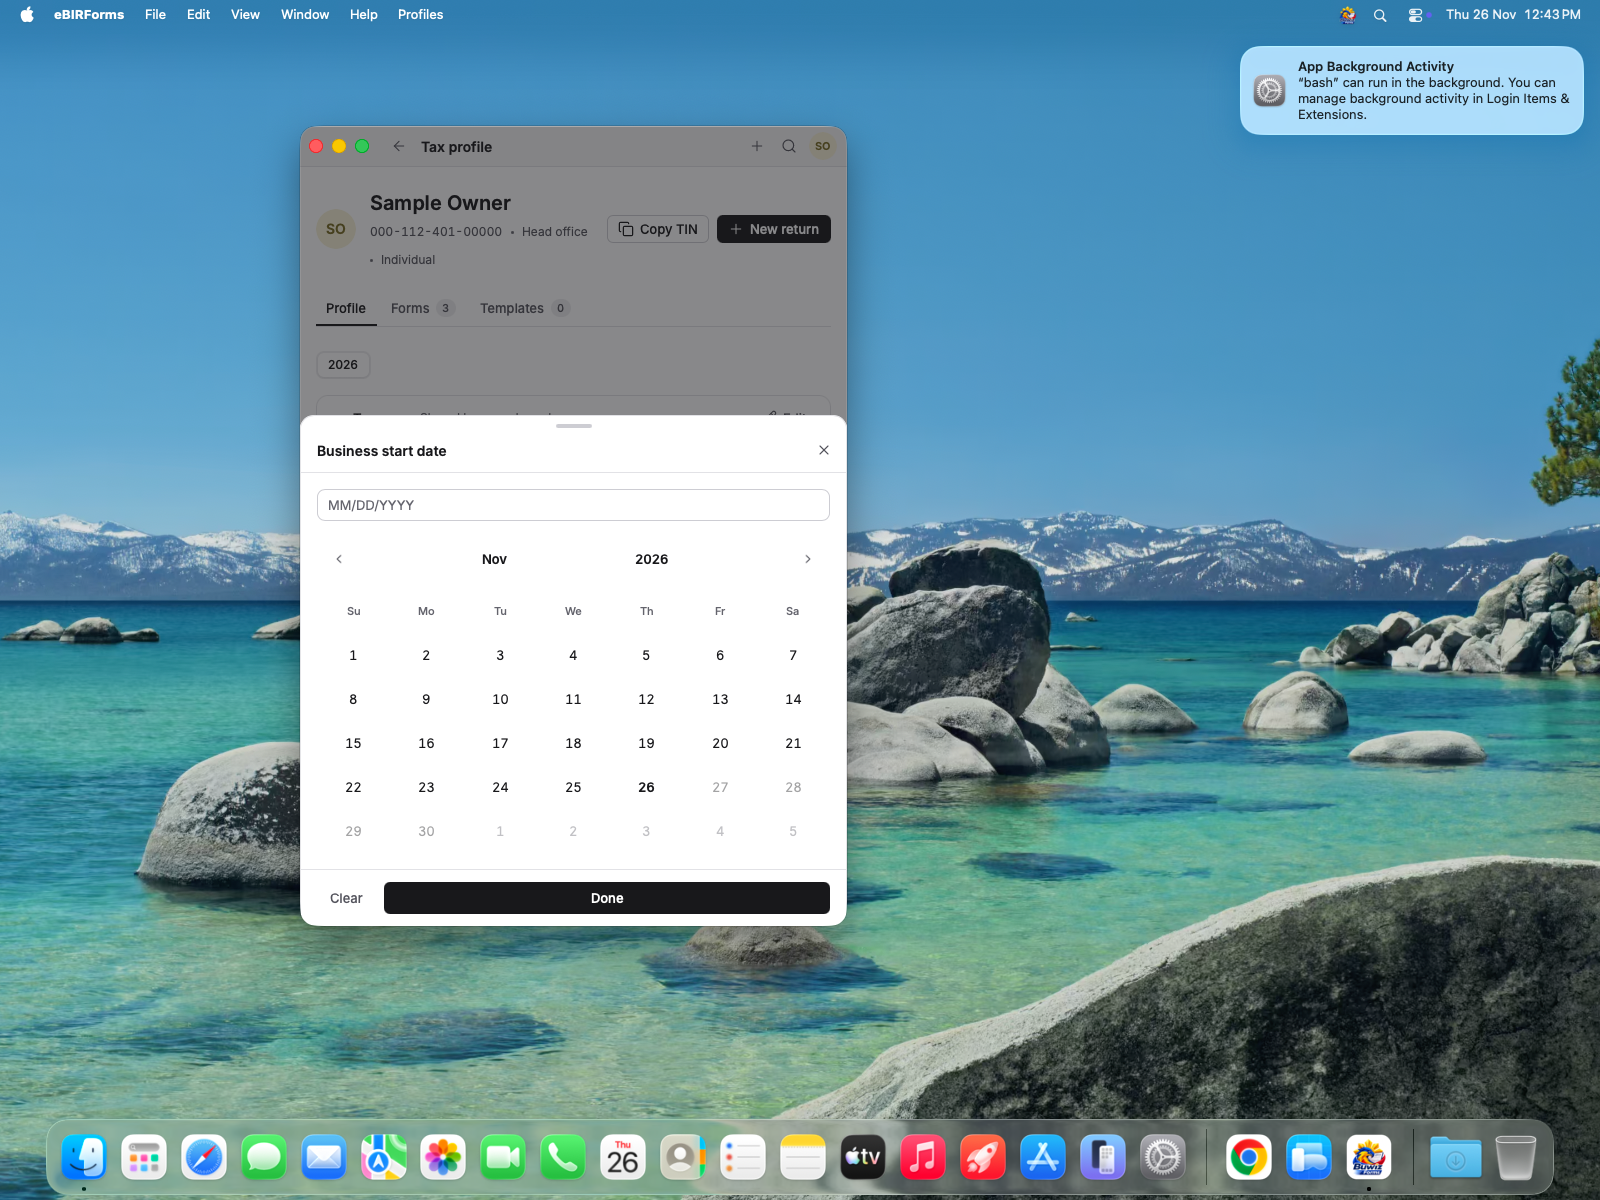 eBIRForms File Edit View Window Help Profiles Thu 26 Nov 12:43 PM
App Background Activity
“bash” can run in the background. You can
manage background activity in Login Items &
Extensions.
Tax profile SO
SO Sample Owner
000-112-401-00000 • Head office
• Individual
Copy TIN New return
Profile Forms 3 Templates 0
2026
Edit
Business start date
MM/DD/YYYY
Nov 2026
Su Mo Tu We Th Fr Sa
1 2 3 4 5 6 7
8 9 10 11 12 13 14
15 16 17 18 19 20 21
22 23 24 25 26 27 28
29 30 1 2 3 4 5
Clear Done
Thu
26
tv
BUWIZ
Forms